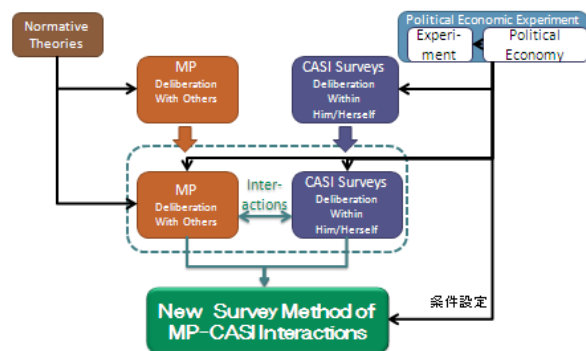 Normative
Theories
Political Economic Experiment
Experi-
ment
Political
Economy
MP
Deliberation
With Others
CASI Surveys
Deliberation
Within
Him/Herself
MP
Deliberation
With Others
Inter-
actions
CASI Surveys
Deliberation
Within
Him/Herself
条件設定
New Survey Method of
MP-CASI Interactions